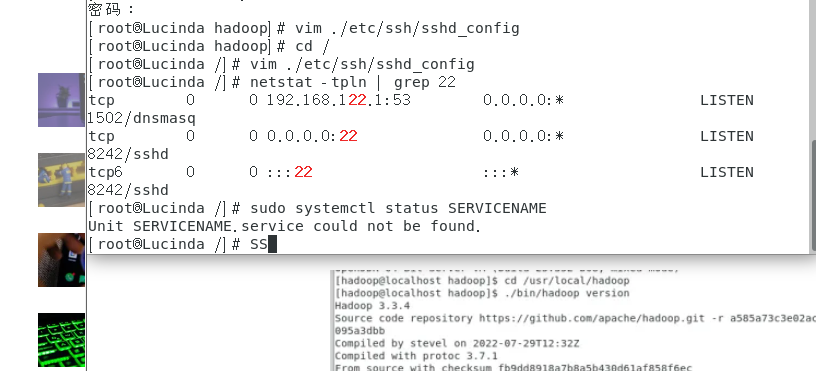 密码：
[root@Lucinda hadoop]# vim ./etc/ssh/sshd_config
[root@Lucinda hadoop]# cd /
[root@Lucinda /]# vim ./etc/ssh/sshd_config
[root@Lucinda /]# netstat -tpln | grep 22
tcp 0 0 192.168.122.1:53 0.0.0.0:* LISTEN
1502/dnsmasq
tcp 0 0 0.0.0.0:22 0.0.0.0:* LISTEN
8242/sshd
tcp6 0 0 :::22 :::* LISTEN
8242/sshd
[root@Lucinda /]# sudo systemctl status SERVICENAME
Unit SERVICENAME.service could not be found.
[root@Lucinda /]# SS
[hadoop@localhost hadoop]$ cd /usr/local/hadoop
[hadoop@localhost hadoop]$ ./bin/hadoop version
Hadoop 3.3.4
Source code repository https://github.com/apache/hadoop.git -r a585a73c3e02ac
095a3dbb
Compiled by stevel on 2022-07-29T12:32Z
Compiled with protoc 3.7.1
From source with checksum fb9dd8918a7b8a5b430d61af858f6ec